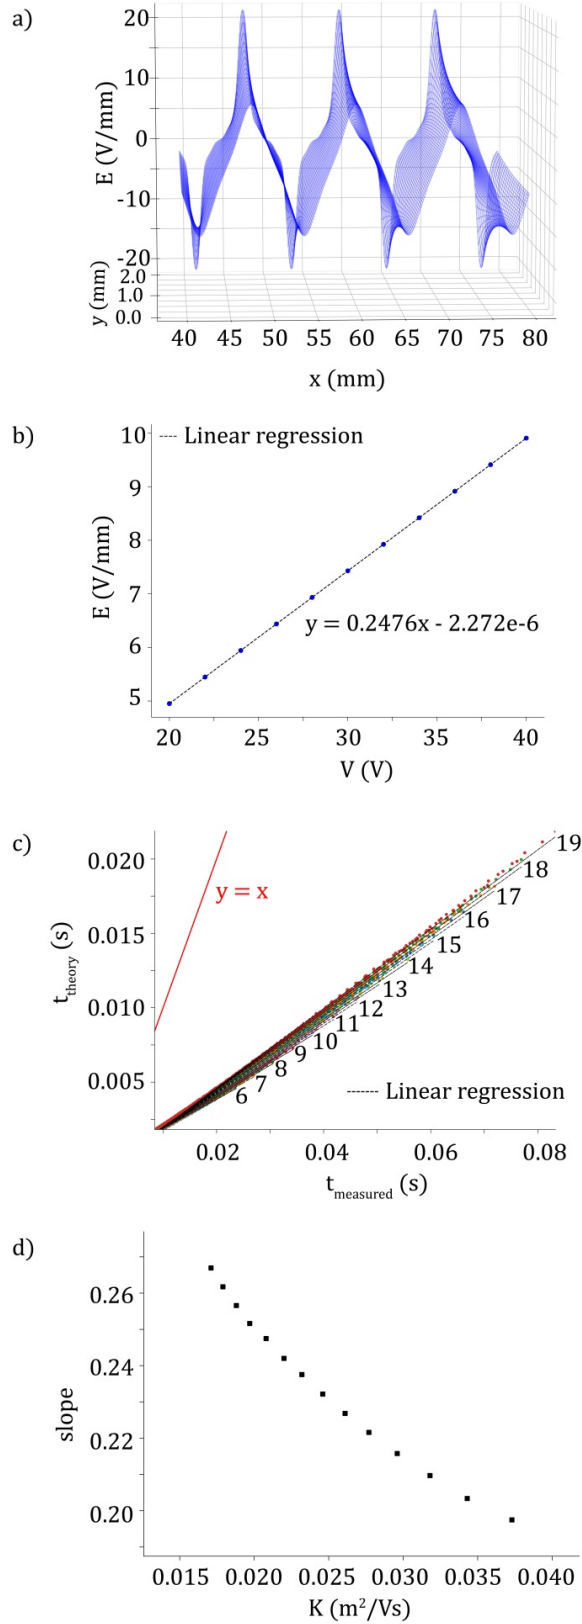 a)
20
10
0
-10
-20
E (V/mm)
2.0
1.0
0.0
y (mm)
40 45 50 55 60 65 70 75 80
x (mm)
b)
---- Linear regression
10
9
8
7
6
5
E (V/mm)
y = 0.2476x - 2.272e-6
20 25 30 35 40
V (V)
c)
y = x
0.020
0.015
0.010
0.005
t_theory (s)
19
18
17
16
15
14
13
12
11
10
9
8
7
6
---- Linear regression
0.02 0.04 0.06 0.08
t_measured (s)
d)
0.26
0.24
0.22
0.20
slope
0.015 0.020 0.025 0.030 0.035 0.040
K (m²/Vs)